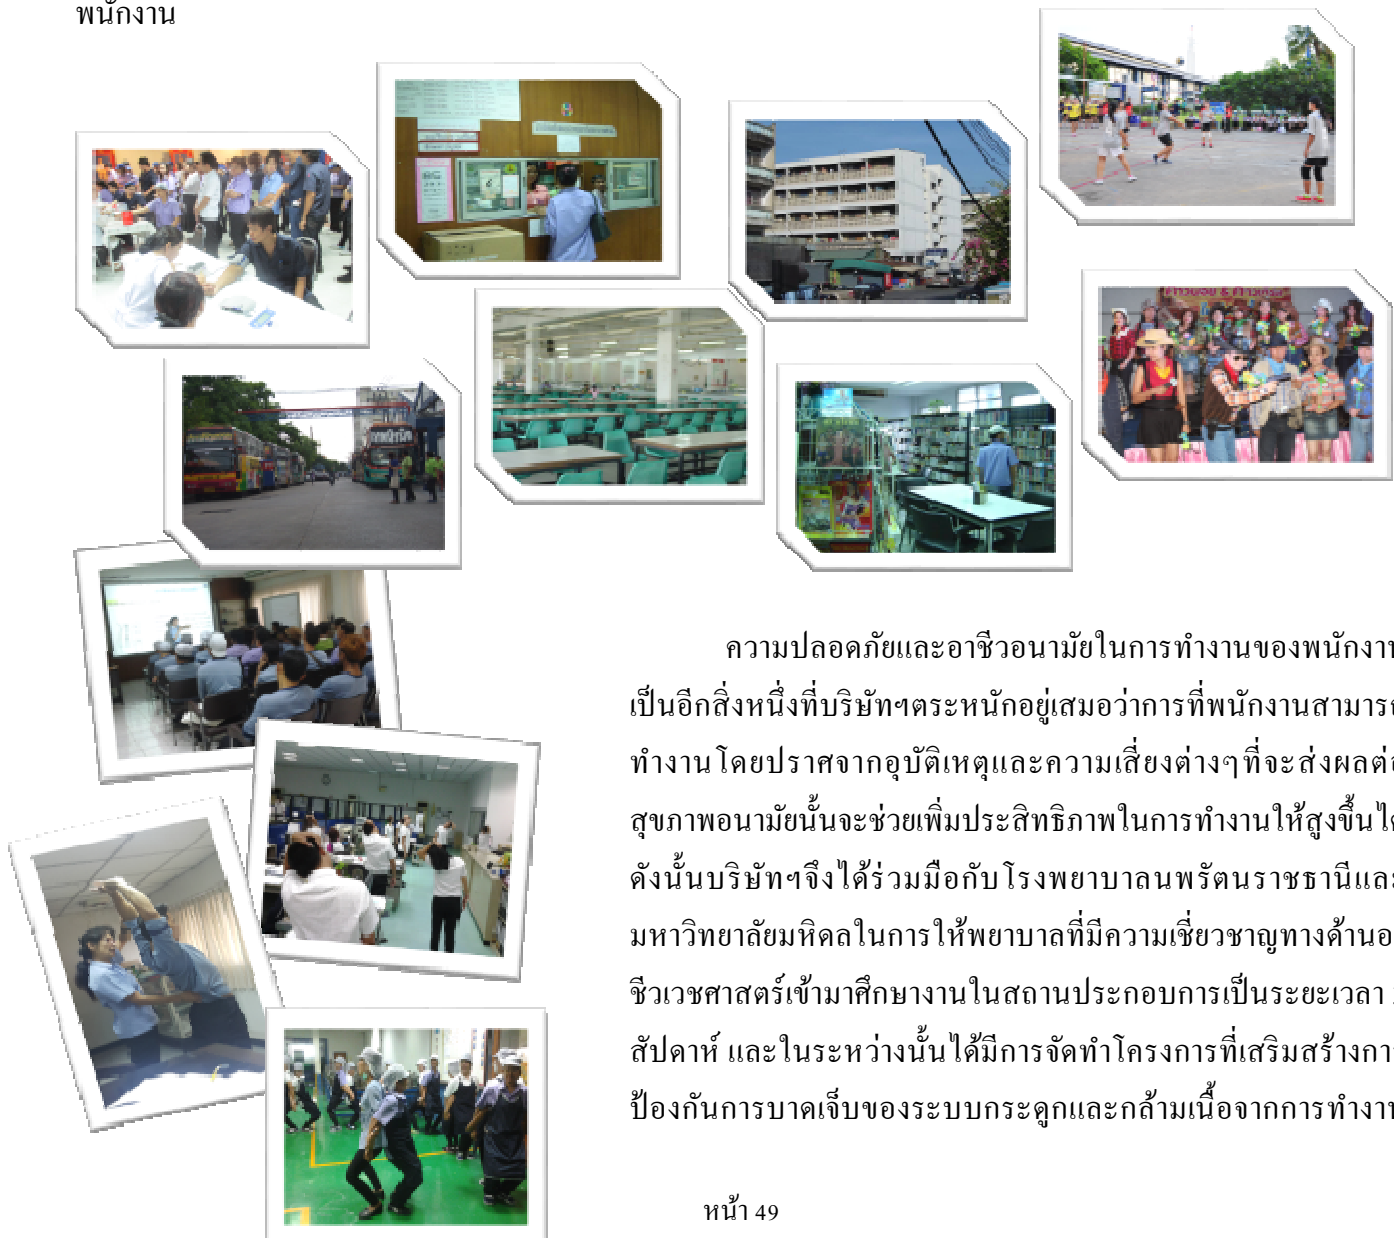 พนักงาน
ความปลอดภัยและอาชีวอนามัยในการทำงานของพนักงาน
เป็นอีกสิ่งหนึ่งที่บริษัทฯตระหนักอยู่เสมอว่าการที่พนักงานสามารถ
ทำงานโดยปราศจากอุบัติเหตุและความเสี่ยงต่างๆที่จะส่งผลต่อ
สุขภาพอนามัยนั้นจะช่วยเพิ่มประสิทธิภาพในการทำงานให้สูงขึ้นได้
ดังนั้นบริษัทฯจึงได้ร่วมมือกับโรงพยาบาลนพรัตนราชธานีและ
มหาวิทยาลัยมหิดลในการให้พยาบาลที่มีความเชี่ยวชาญทางด้านอา
ชีวเวชศาสตร์เข้ามาศึกษางานในสถานประกอบการเป็นระยะเวลา
สัปดาห์ และในระหว่างนั้นได้มีการจัดทำโครงการที่เสริมสร้างการ
ป้องกันการบาดเจ็บของระบบกระดูกและกล้ามเนื้อจากการทำงาน
หน้า 49